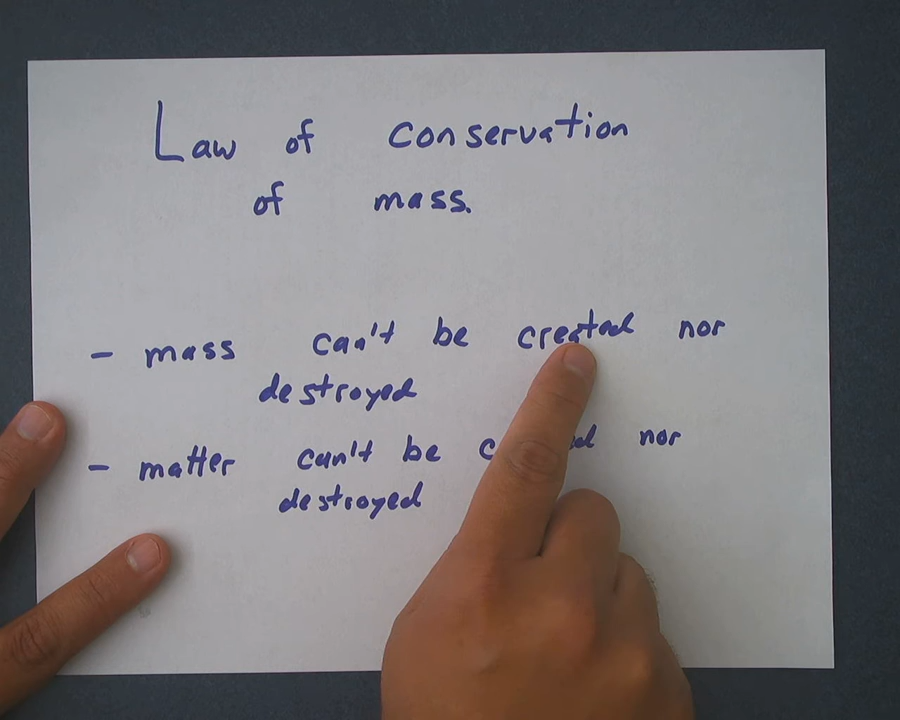 Law of conservation
of mass.
- mass can't be created nor
destroyed
- matter can't be nor
destroyed